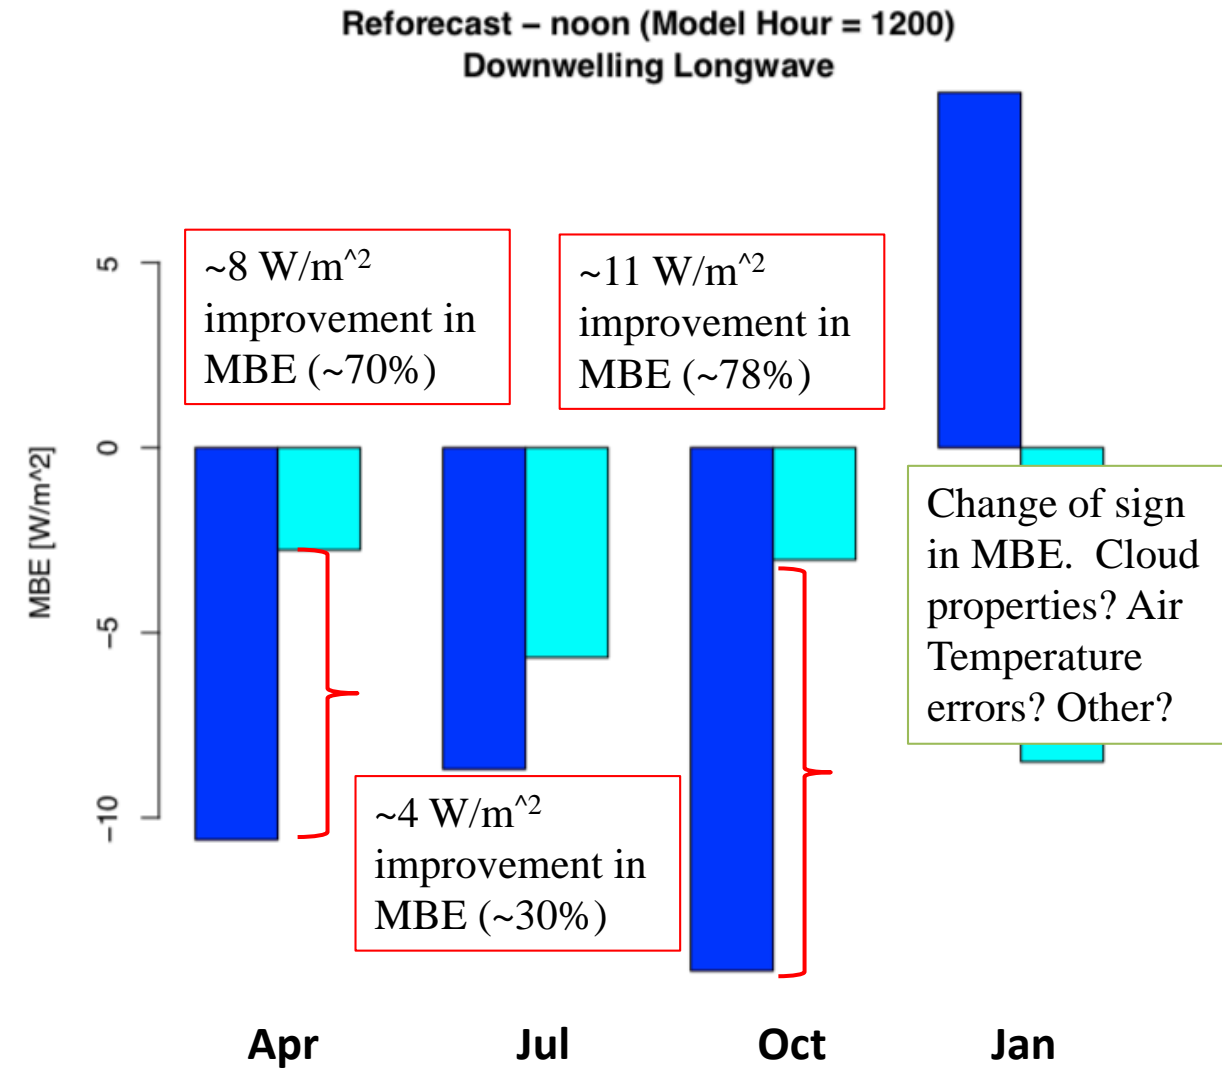 Reforecast – noon (Model Hour = 1200)
Downwelling Longwave
MBE [W/m^2]
5
0
−5
−10
~8 W/m^2
improvement in
MBE (~70%)
~11 W/m^2
improvement in
MBE (~78%)
~4 W/m^2
improvement in
MBE (~30%)
Change of sign
in MBE. Cloud
properties? Air
Temperature
errors? Other?
Apr Jul Oct Jan